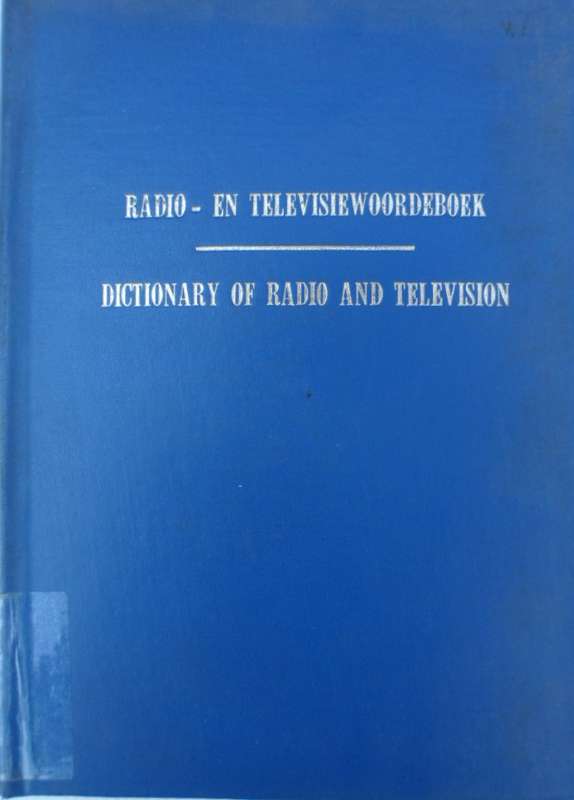 RADIO - EN TELEVISIEWOORDEBOEK
DICTIONARY OF RADIO AND TELEVISION